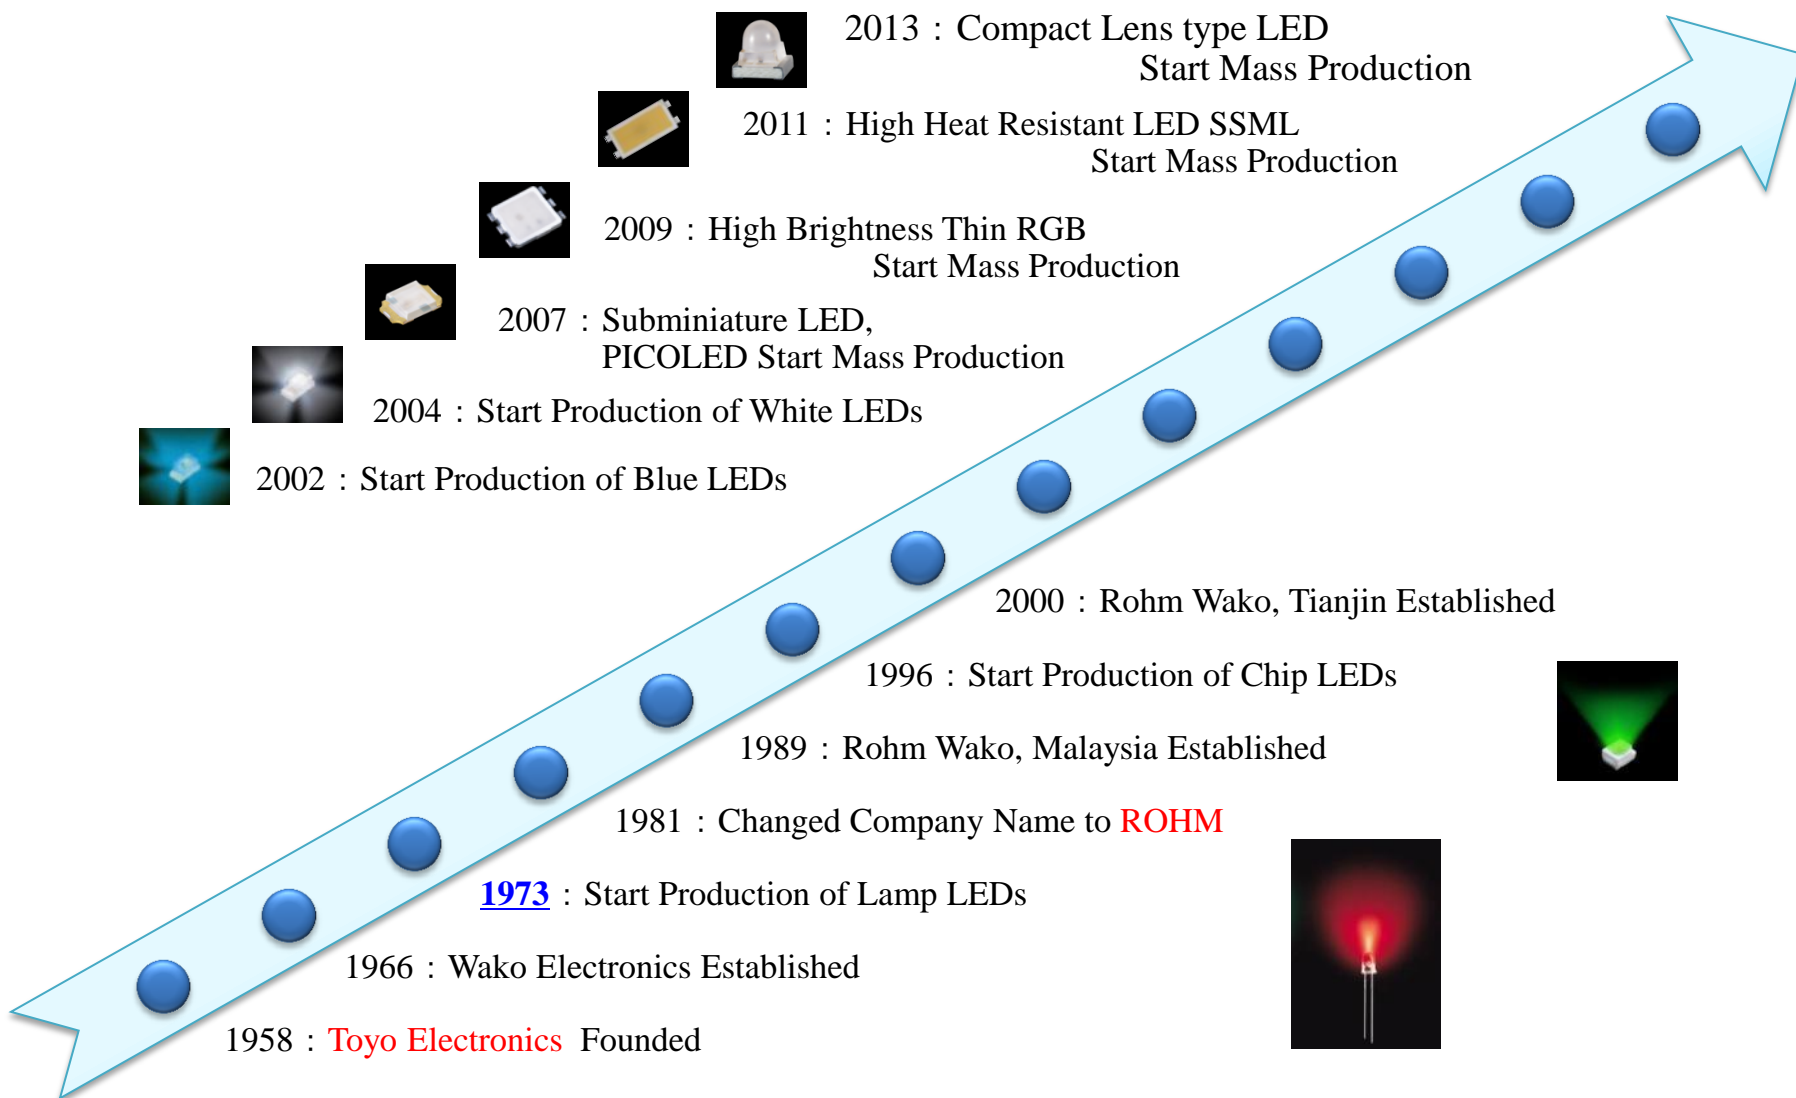 2013：Compact Lens type LED
Start Mass Production
2011：High Heat Resistant LED SSML
Start Mass Production
2009：High Brightness Thin RGB
Start Mass Production
2007：Subminiature LED,
PICOLED Start Mass Production
2004：Start Production of White LEDs
2002：Start Production of Blue LEDs
2000：Rohm Wako, Tianjin Established
1996：Start Production of Chip LEDs
1989：Rohm Wako, Malaysia Established
1981：Changed Company Name to ROHM
1973：Start Production of Lamp LEDs
1966：Wako Electronics Established
1958：Toyo Electronics Founded